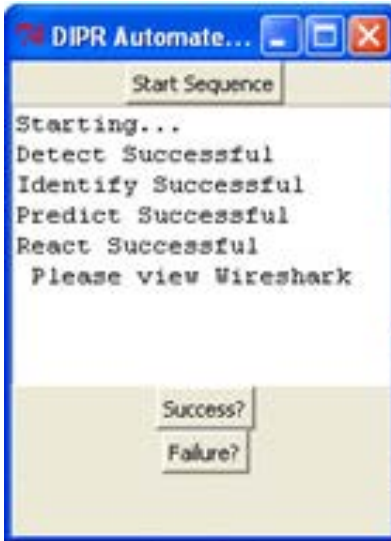 DIPR Automate...
Start Sequence
Starting...
Detect Successful
Identify Successful
Predict Successful
React Successful
Please view Wireshark
Success?
Failure?